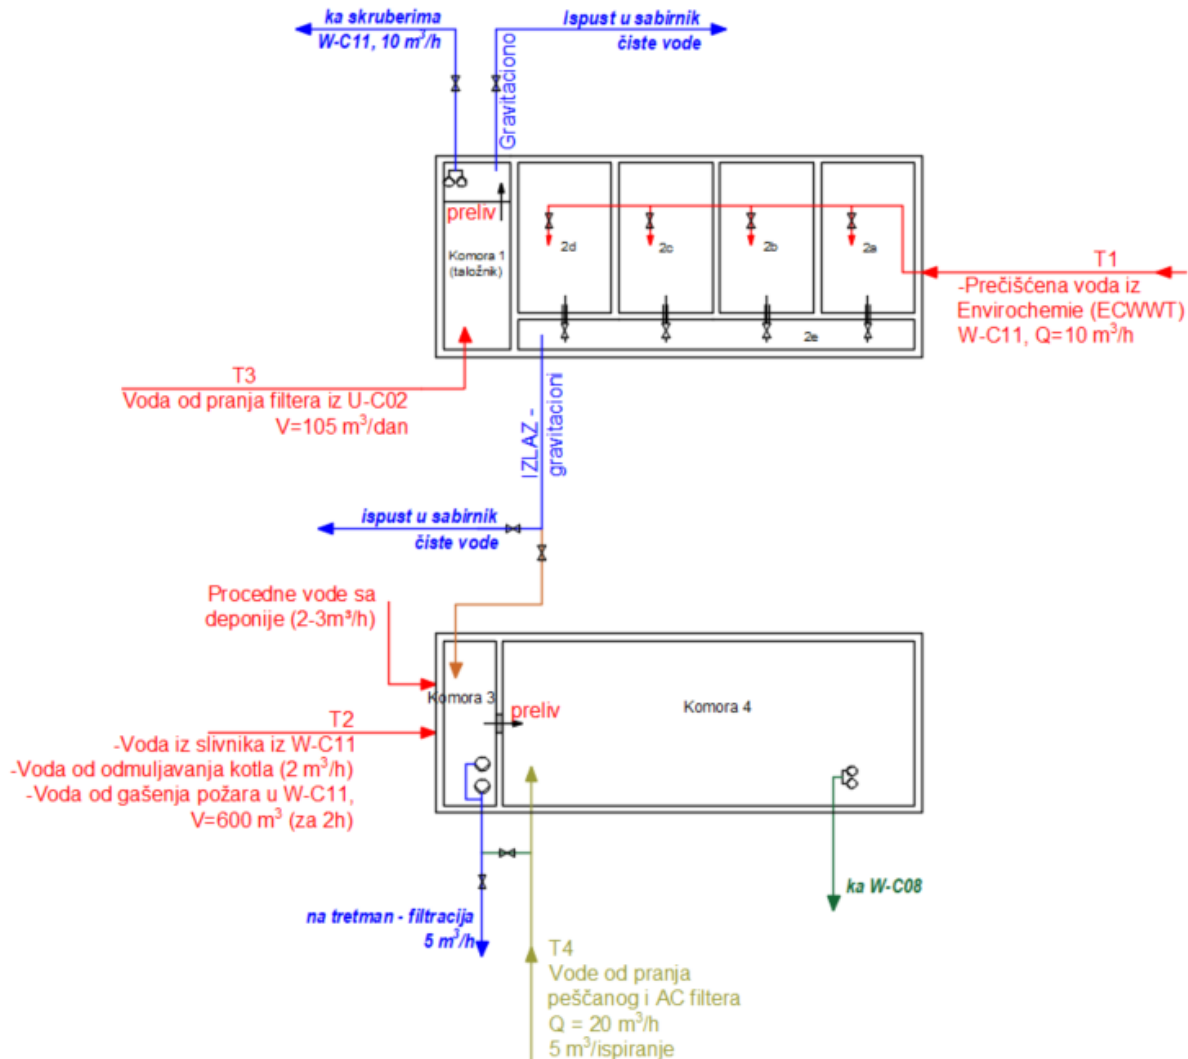 ka skruberima
W-C11, 10 m³/h
Ispust u sabirnik
čiste vode
Gravitaciono
preliv
Komora 1
(taložnik)
2d
2c
2b
2a
2e
T1
-Prečišćena voda iz
Envirochemie (ECWWT)
W-C11, Q=10 m³/h
T3
Voda od pranja filtera iz U-C02
V=105 m³/dan
IZLAZ -
gravitacioni
ispust u sabirnik
čiste vode
Procedne vode sa
deponije (2-3m³/h)
Komora 3
preliv
Komora 4
T2
-Voda iz slivnika iz W-C11
-Voda od odmuljavanja kotla (2 m³/h)
-Voda od gašenja požara u W-C11,
V=600 m³ (za 2h)
ka W-C08
na tretman - filtracija
5 m³/h
T4
Vode od pranja
peščanog i AC filtera
Q = 20 m³/h
5 m³/ispiranje